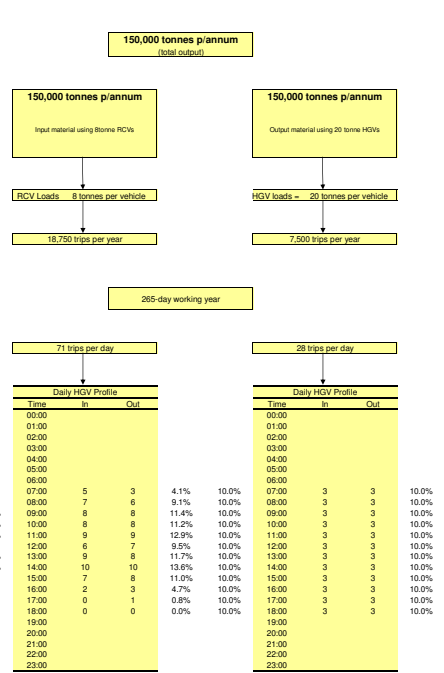 150,000 tonnes p/annum
(total output)
150,000 tonnes p/annum 150,000 tonnes p/annum
Input material using 8tonne RCVs Output material using 20 tonne HGVs
RCV Loads 8 tonnes per vehicle HGV loads = 20 tonnes per vehicle
18,750 trips per year 7,500 trips per year
265-day working year
71 trips per day 28 trips per day
Daily HGV Profile Daily HGV Profile
Time In Out Time In Out
00:00 00:00
01:00 01:00
02:00 02:00
03:00 03:00
04:00 04:00
05:00 05:00
06:00 06:00
07:00 5 3 4.1% 10.0% 07:00 3 3 10.0%
08:00 7 6 9.1% 10.0% 08:00 3 3 10.0%
09:00 8 8 11.4% 10.0% 09:00 3 3 10.0%
10:00 8 8 11.2% 10.0% 10:00 3 3 10.0%
11:00 9 9 12.9% 10.0% 11:00 3 3 10.0%
12:00 6 7 9.5% 10.0% 12:00 3 3 10.0%
13:00 9 8 11.7% 10.0% 13:00 3 3 10.0%
14:00 10 10 13.6% 10.0% 14:00 3 3 10.0%
15:00 7 8 11.0% 10.0% 15:00 3 3 10.0%
16:00 2 3 4.7% 10.0% 16:00 3 3 10.0%
17:00 0 1 0.8% 10.0% 17:00 3 3 10.0%
18:00 0 0 0.0% 10.0% 18:00 3 3 10.0%
19:00 19:00
20:00 20:00
21:00 21:00
22:00 22:00
23:00 23:00